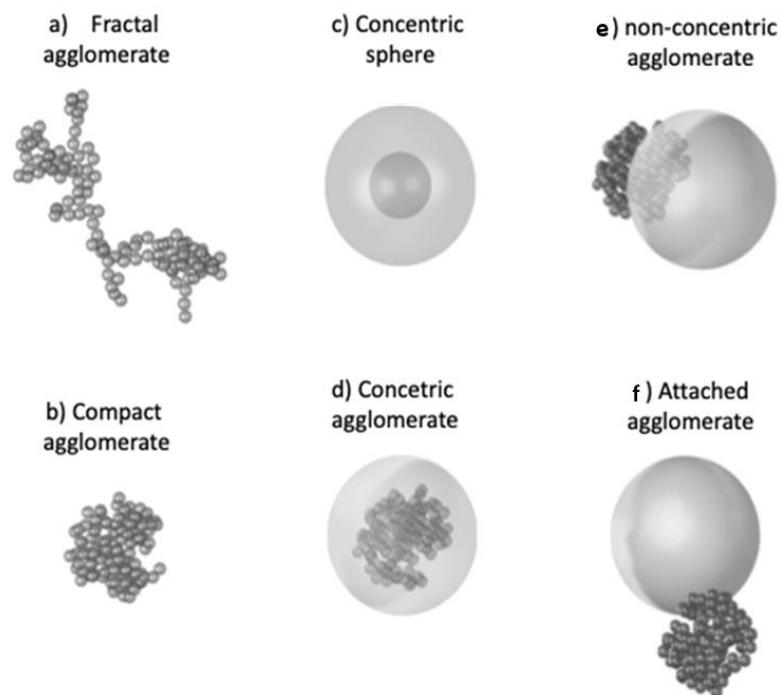 a) Fractal
agglomerate
c) Concentric
sphere
e) non-concentric
agglomerate
b) Compact
agglomerate
d) Concetric
agglomerate
f) Attached
agglomerate